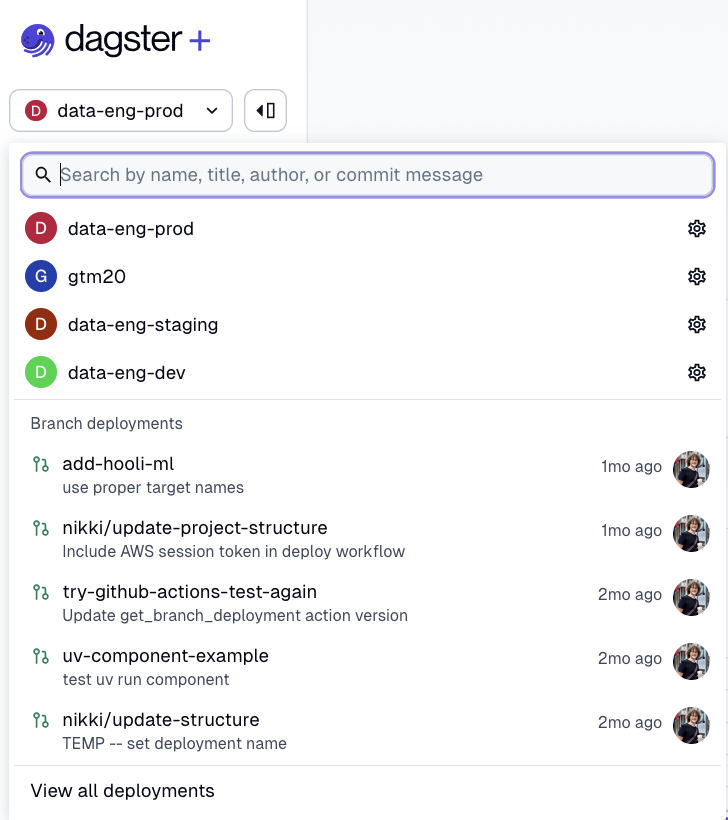 dagster+
D data-eng-prod
Search by name, title, author, or commit message
D data-eng-prod
G gtm20
D data-eng-staging
D data-eng-dev
Branch deployments
add-hooli-ml
1mo ago
use proper target names
nikki/update-project-structure
1mo ago
Include AWS session token in deploy workflow
try-github-actions-test-again
2mo ago
Update get_branch_deployment action version
uv-component-example
2mo ago
test uv run component
nikki/update-structure
2mo ago
TEMP -- set deployment name
View all deployments